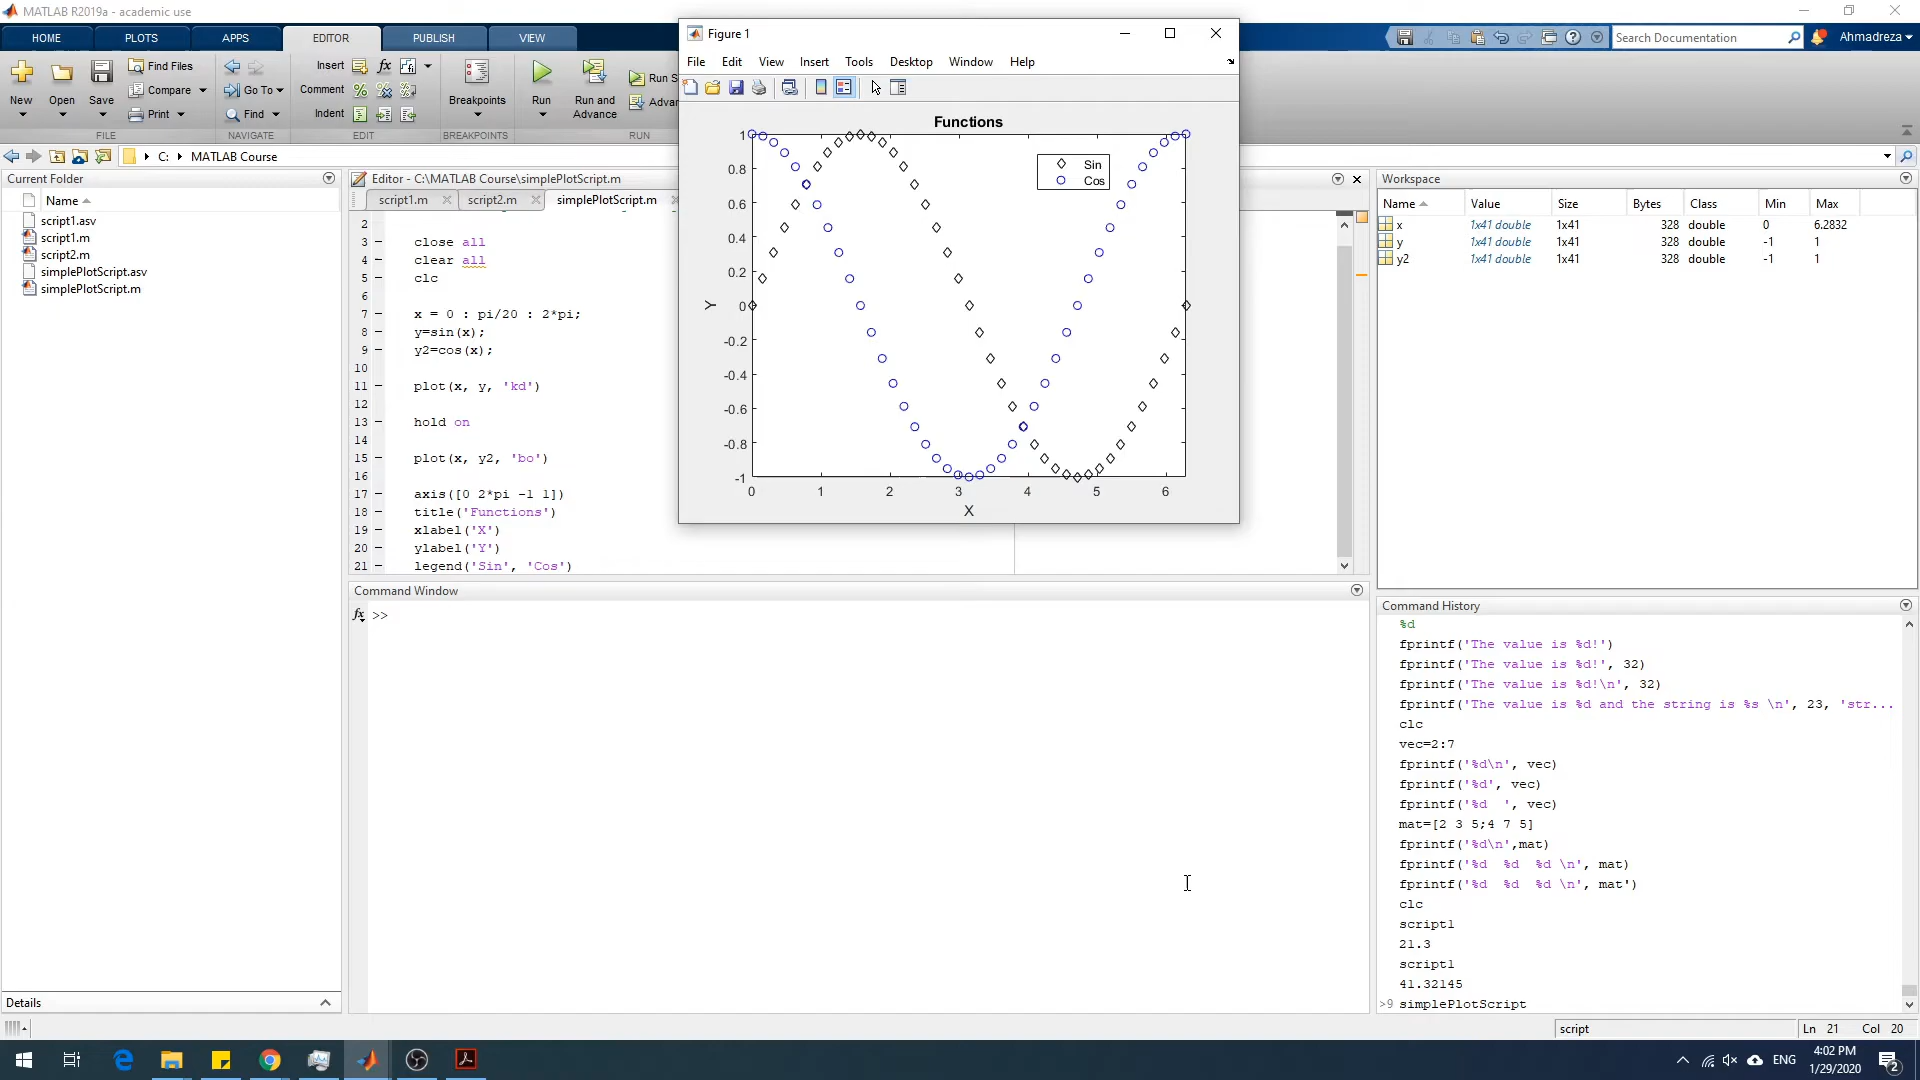 MATLAB R2019a - academic use
HOME PLOTS APPS EDITOR PUBLISH VIEW
Search Documentation
Ahmadreza
New
Open
Save
Find Files
Compare
Print
FILE
Go To
Find
NAVIGATE
Insert
Comment
Indent
EDIT
Breakpoints
BREAKPOINTS
Run
Run and
Advance
Run S
Advan
RUN
C: MATLAB Course
Current Folder
Name
script1.asv
script1.m
script2.m
simplePlotScript.asv
simplePlotScript.m
Details
Editor - C:\MATLAB Course\simplePlotScript.m
script1.m script2.m simplePlotScript.m
2
3 close all
4 clear all
5 clc
6
7 x = 0 : pi/20 : 2*pi;
8 y=sin(x);
9 y2=cos(x);
10
11 plot(x, y, 'kd')
12
13 hold on
14
15 plot(x, y2, 'bo')
16
17 axis([0 2*pi -1 1])
18 title('Functions')
19 xlabel('X')
20 ylabel('Y')
21 legend('Sin', 'Cos')
Figure 1
File Edit View Insert Tools Desktop Window Help
Functions
Sin
Cos
1
0.8
0.6
0.4
0.2
0
-0.2
-0.4
-0.6
-0.8
-1
Y
0 1 2 3 4 5 6
X
Command Window
fx >>
Workspace
Name Value Size Bytes Class Min Max
x 1x41 double 1x41 328 double 0 6.2832
y 1x41 double 1x41 328 double -1 1
y2 1x41 double 1x41 328 double -1 1
Command History
%d
fprintf('The value is %d!')
fprintf('The value is %d!', 32)
fprintf('The value is %d!\n', 32)
fprintf('The value is %d and the string is %s \n', 23, 'str...
clc
vec=2:7
fprintf('%d\n', vec)
fprintf('%d', vec)
fprintf('%d  ', vec)
mat=[2 3 5;4 7 5]
fprintf('%d\n',mat)
fprintf('%d  %d  %d \n', mat)
fprintf('%d  %d  %d \n', mat')
clc
script1
21.3
script1
41.32145
>9 simplePlotScript
script
Ln 21 Col 20
ENG
4:02 PM
1/29/2020
2